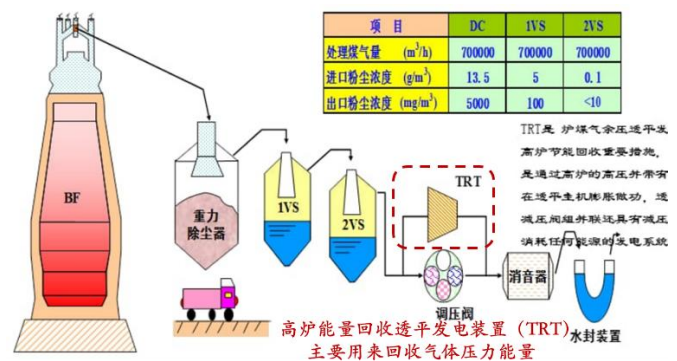 项 目 DC 1VS 2VS
处理煤气量 (m³/h) 700000 700000 700000
进口粉尘浓度 (g/m³) 13.5 5 0.1
出口粉尘浓度 (mg/m³) 5000 100 <10
TRT是 炉煤气余压透平发
高炉节能回收重要措施,
是通过高炉的高压并带有
在透平主机膨胀做功, 透
减压阀组并联还具有减压
消耗任何能源的发电系统
BF
重力
除尘器
1VS
2VS
TRT
调压阀
消音器
水封装置
高炉能量回收透平发电装置（TRT)
主要用来回收气体压力能量